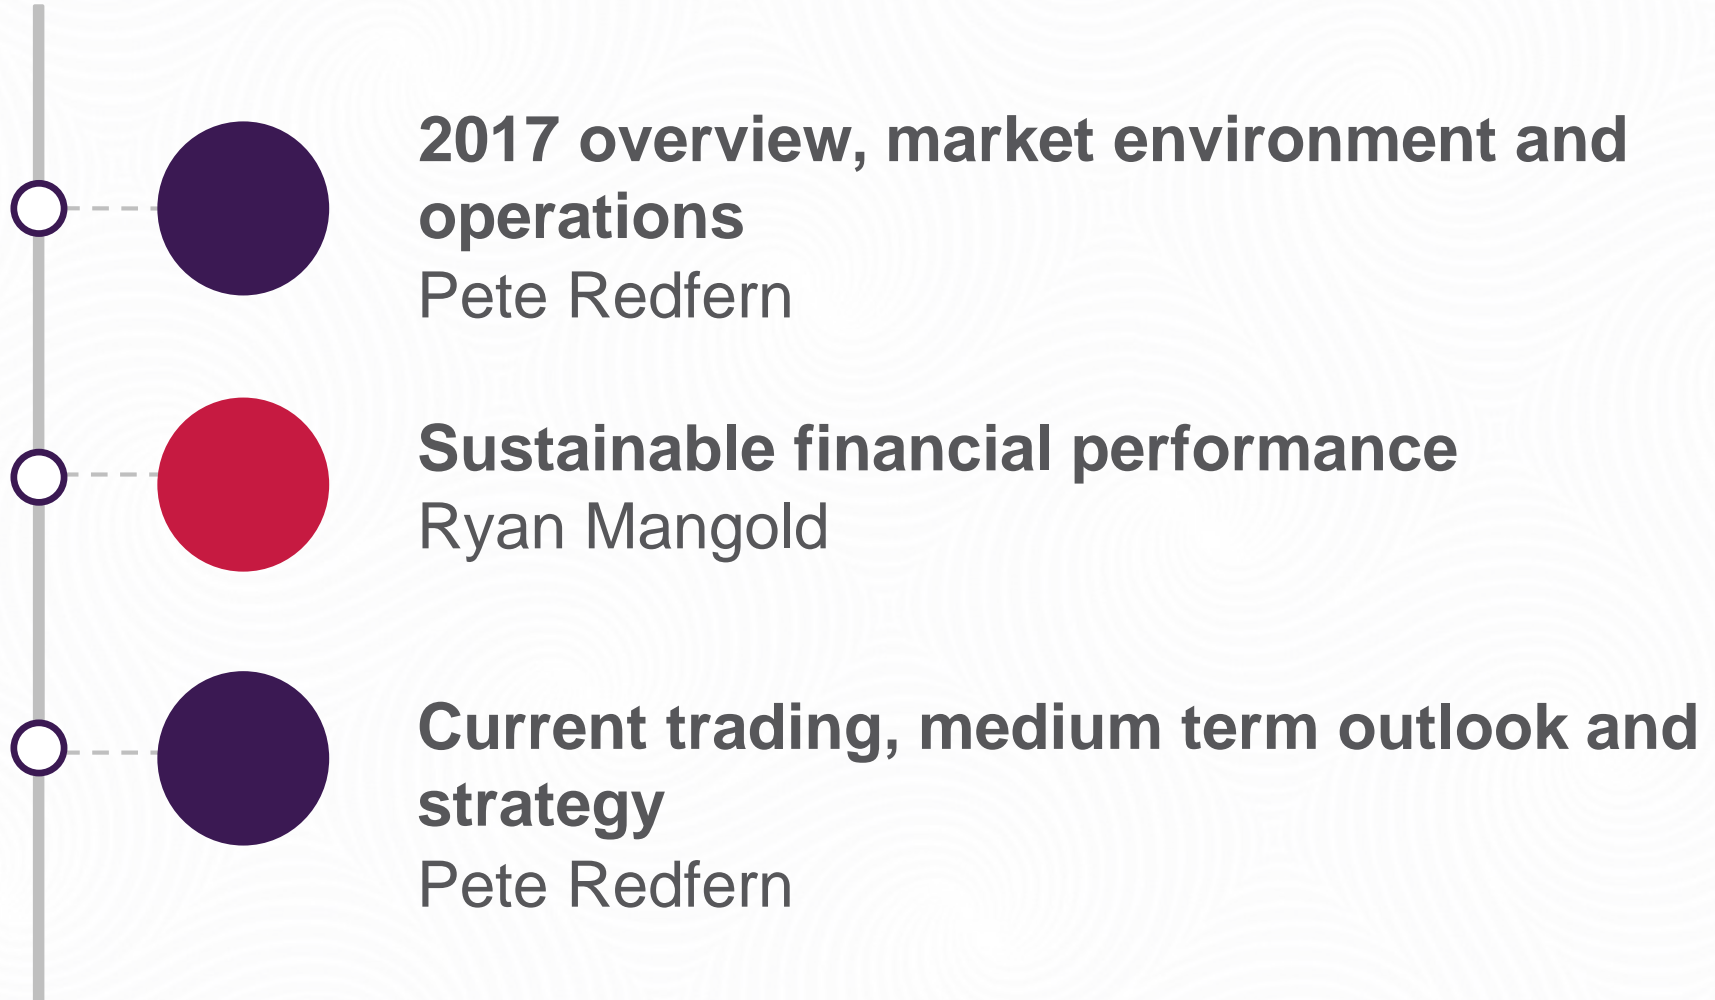 2017 overview, market environment and
operations
Pete Redfern
Sustainable financial performance
Ryan Mangold
Current trading, medium term outlook and
strategy
Pete Redfern